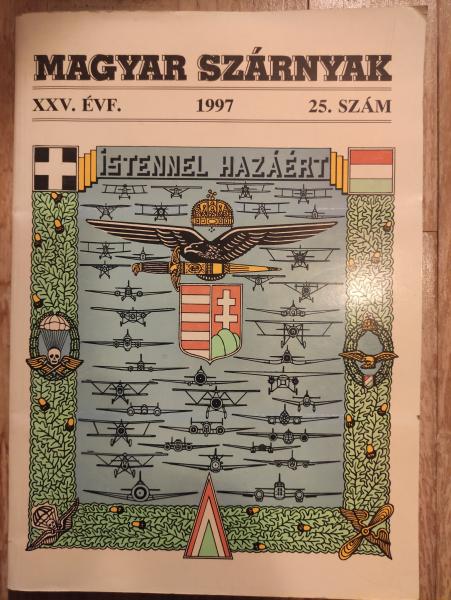 MAGYAR SZÁRNYAK
XXV. ÉVF. 1997 25. SZÁM
ISTENNEL HAZÁÉRT